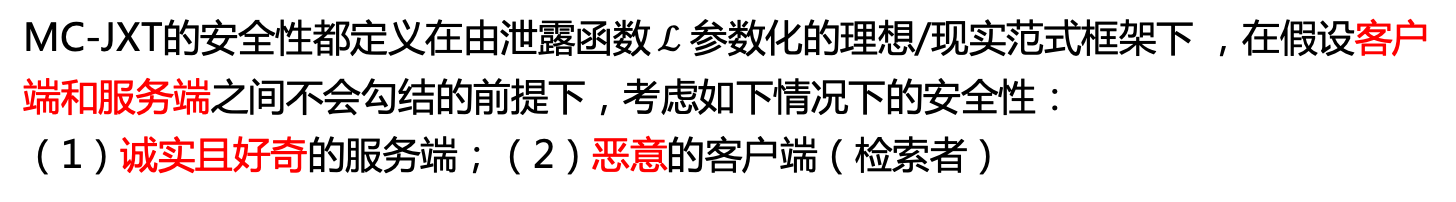 MC-JXT的安全性都定义在由泄露函数 ℒ 参数化的理想/现实范式框架下 ，在假设客户
端和服务端之间不会勾结的前提下，考虑如下情况下的安全性：
（1）诚实且好奇的服务端；（2）恶意的客户端（检索者）